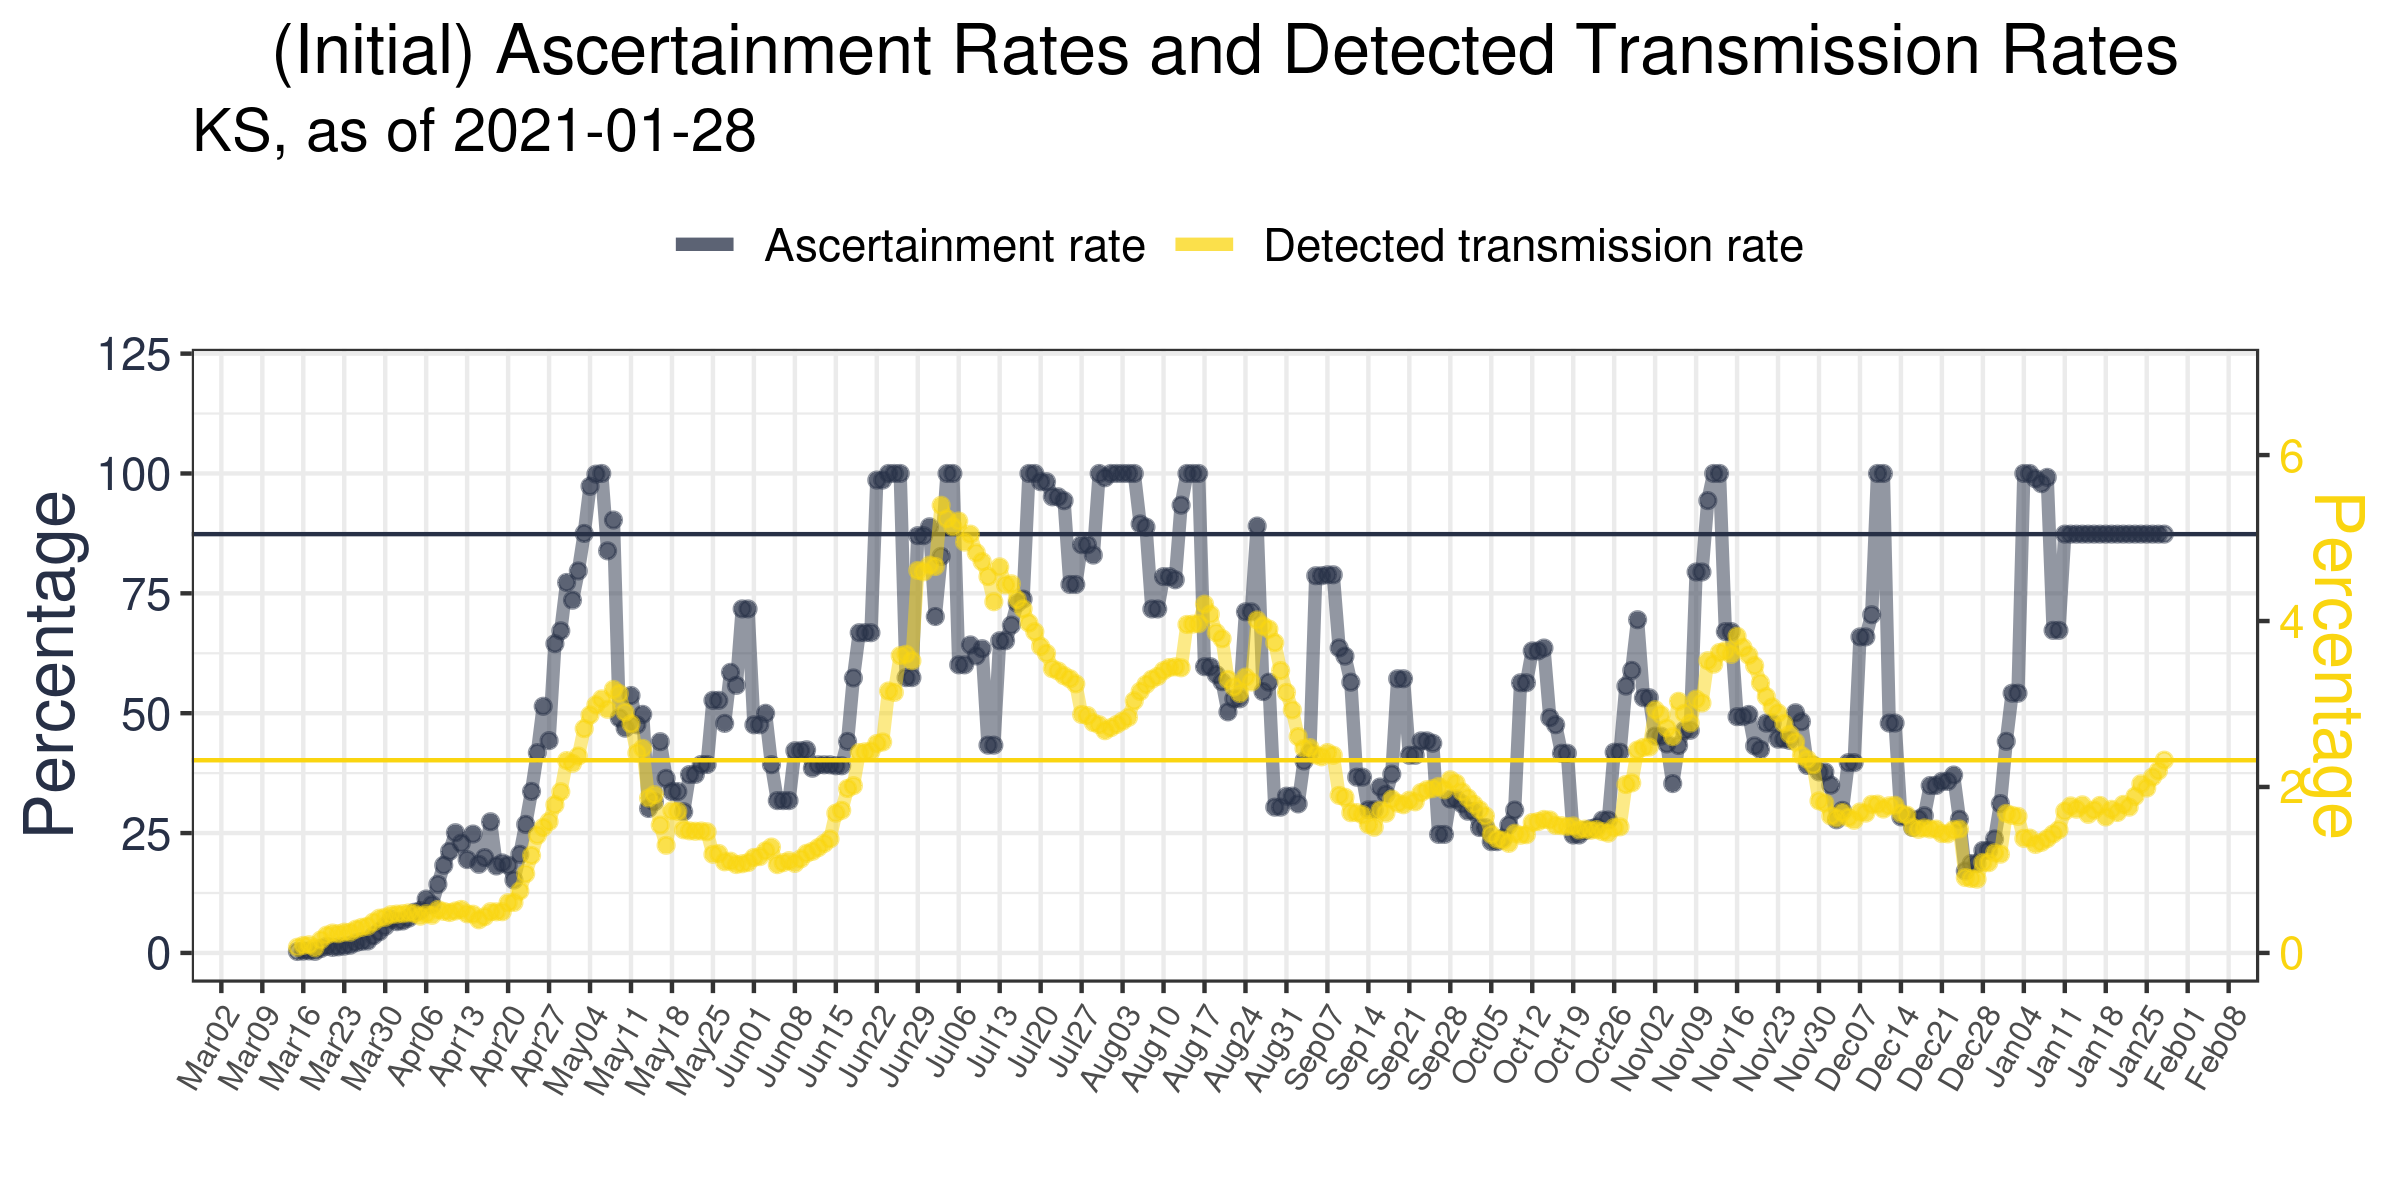 (Initial) Ascertainment Rates and Detected Transmission Rates
KS, as of 2021-01-28
Ascertainment rate
Detected transmission rate
125
100
75
50
25
0
Percentage
6
4
2
0
Percentage
Mar02
Mar09
Mar16
Mar23
Mar30
Apr06
Apr13
Apr20
Apr27
May04
May11
May18
May25
Jun01
Jun08
Jun15
Jun22
Jun29
Jul06
Jul13
Jul20
Jul27
Aug03
Aug10
Aug17
Aug24
Aug31
Sep07
Sep14
Sep21
Sep28
Oct05
Oct12
Oct19
Oct26
Nov02
Nov09
Nov16
Nov23
Nov30
Dec07
Dec14
Dec21
Dec28
Jan04
Jan11
Jan18
Jan25
Feb01
Feb08